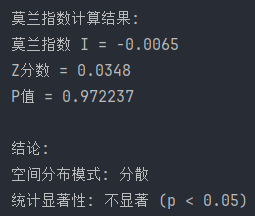 莫兰指数计算结果:
莫兰指数 I = -0.0065
Z分数 = 0.0348
P值 = 0.972237
结论:
空间分布模式: 分散
统计显著性: 不显著 (p < 0.05)